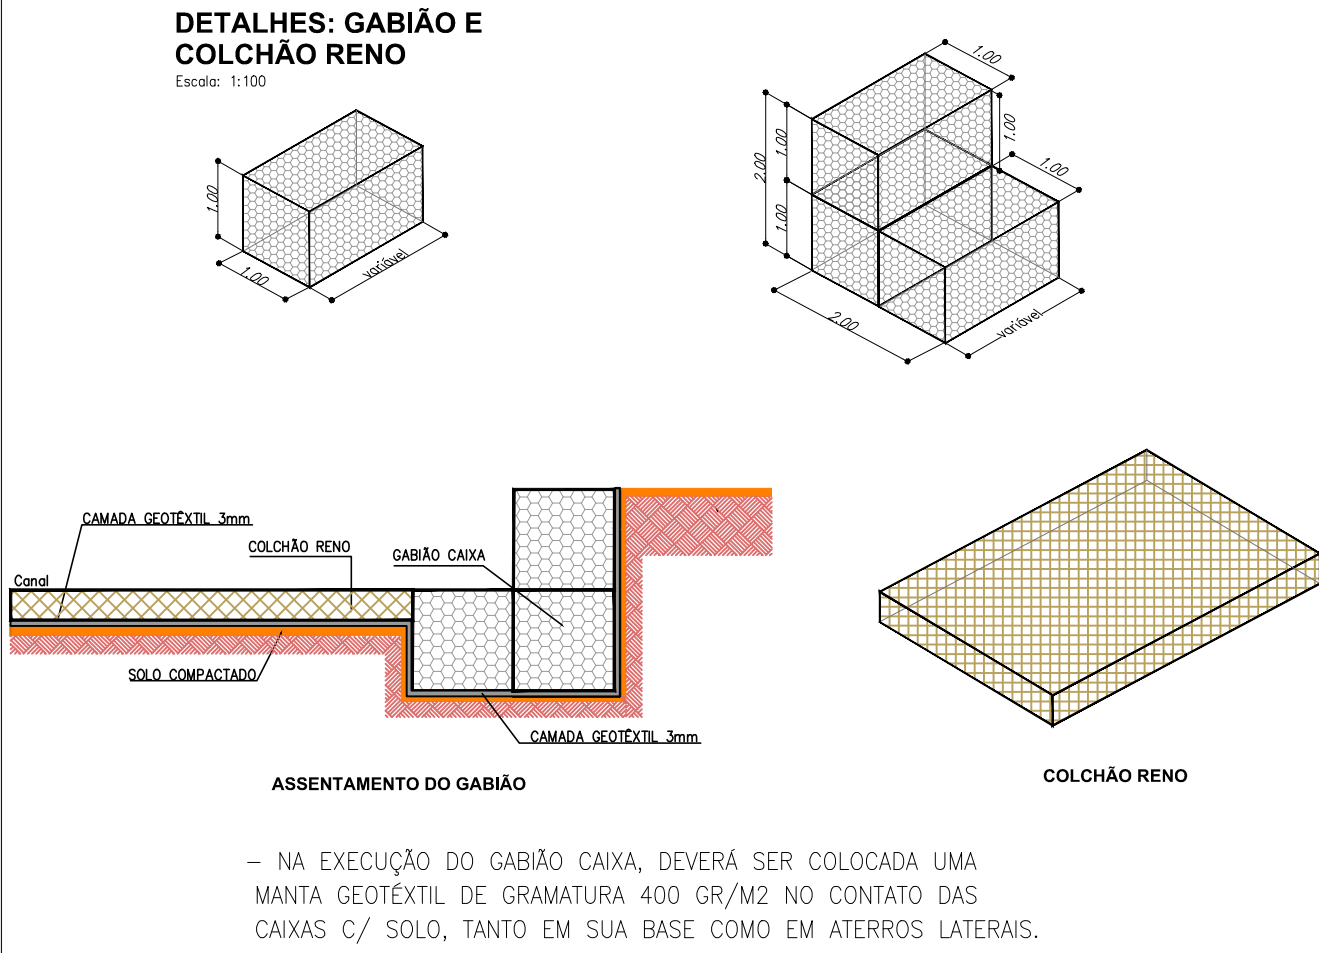 DETALHES: GABIÃO E
COLCHÃO RENO
Escala: 1:100
1.00
1.00
variável
1.00
1.00
1.00
2.00
1.00
1.00
2.00
variável
CAMADA GEOTÊXTIL 3mm
COLCHÃO RENO
GABIÃO CAIXA
Canal
SOLO COMPACTADO
CAMADA GEOTÊXTIL 3mm
ASSENTAMENTO DO GABIÃO
COLCHÃO RENO
– NA EXECUÇÃO DO GABIÃO CAIXA, DEVERÁ SER COLOCADA UMA
MANTA GEOTÉXTIL DE GRAMATURA 400 GR/M2 NO CONTATO DAS
CAIXAS C/ SOLO, TANTO EM SUA BASE COMO EM ATERROS LATERAIS.